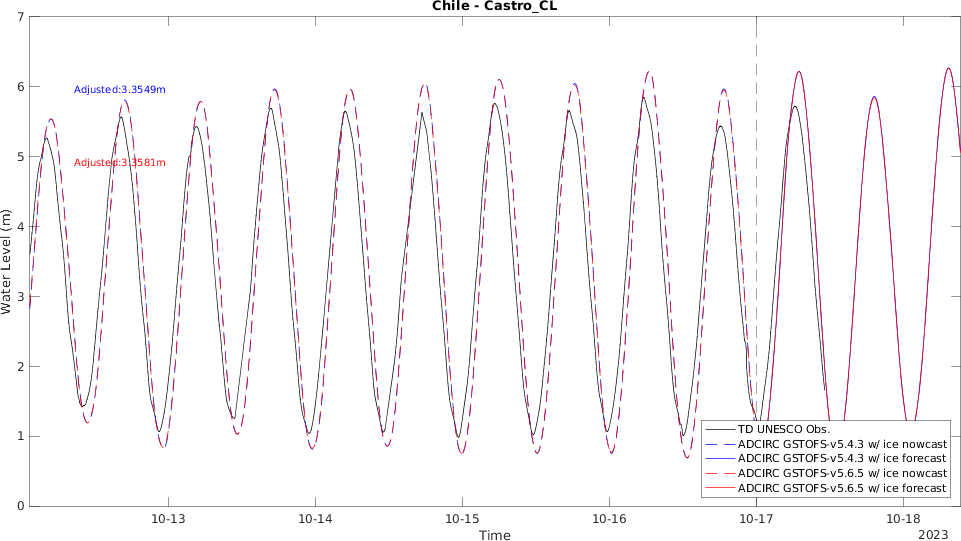 Chile - Castro_CL
7
6
5
4
3
2
1
0
Water Level (m)
Adjusted:3.3549m
Adjusted:3.3581m
TD UNESCO Obs.
ADCIRC GSTOFS-v5.4.3 w/ ice nowcast
ADCIRC GSTOFS-v5.4.3 w/ ice forecast
ADCIRC GSTOFS-v5.6.5 w/ ice nowcast
ADCIRC GSTOFS-v5.6.5 w/ ice forecast
10-13 10-14 10-15 10-16 10-17 10-18
Time
2023